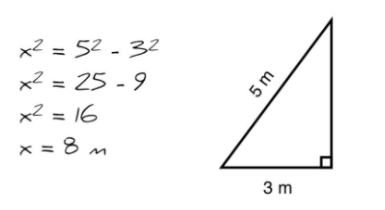 x² = 5² - 3²
x² = 25 - 9
x² = 16
x = 8 m
5 m
3 m